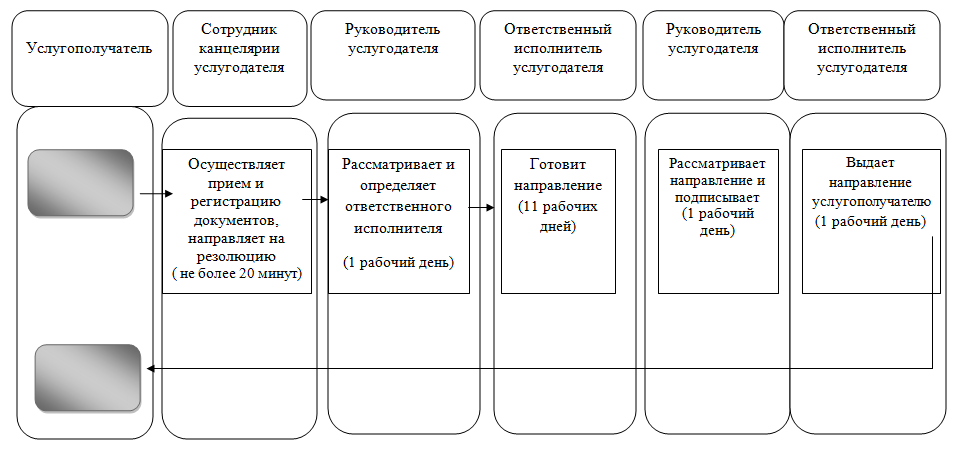 Услугополучатель
Сотрудник
канцелярии
услугодателя
Руководитель
услугодателя
Ответственный
исполнитель
услугодателя
Руководитель
услугодателя
Ответственный
исполнитель
услугодателя
Осуществляет
прием и
регистрацию
документов,
направляет на
резолюцию
( не более 20 минут)
Рассматривает и
определяет
ответственного
исполнителя
(1 рабочий день)
Готовит
направление
(11 рабочих
дней)
Рассматривает
направление и
подписывает
(1 рабочий
день)
Выдает
направление
услугополучателю
(1 рабочий день)